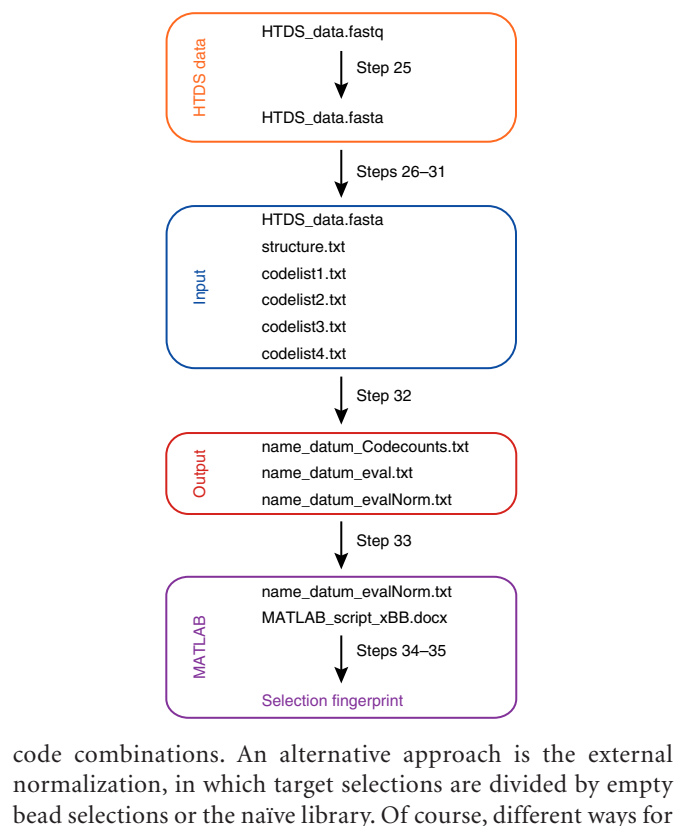 HTDS data
HTDS_data.fastq
Step 25
HTDS_data.fasta
Steps 26–31
Input
HTDS_data.fasta
structure.txt
codelist1.txt
codelist2.txt
codelist3.txt
codelist4.txt
Step 32
Output
name_datum_Codecounts.txt
name_datum_eval.txt
name_datum_evalNorm.txt
Step 33
MATLAB
name_datum_evalNorm.txt
MATLAB_script_xBB.docx
Steps 34–35
Selection fingerprint
code combinations. An alternative approach is the external
normalization, in which target selections are divided by empty
bead selections or the naïve library. Of course, different ways for